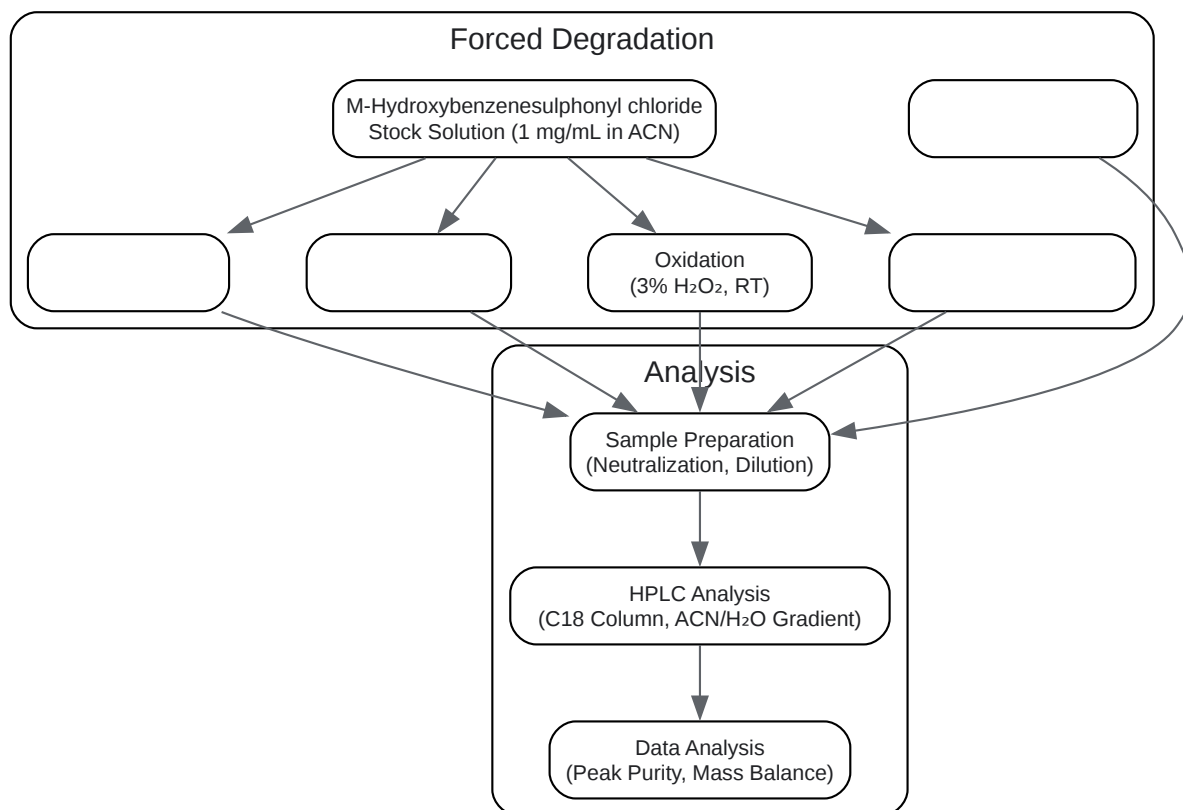 Forced Degradation
M-Hydroxybenzenesulphonyl chloride
Stock Solution (1 mg/mL in ACN)
Oxidation
(3% H₂O₂, RT)
Analysis
Sample Preparation
(Neutralization, Dilution)
HPLC Analysis
(C18 Column, ACN/H₂O Gradient)
Data Analysis
(Peak Purity, Mass Balance)